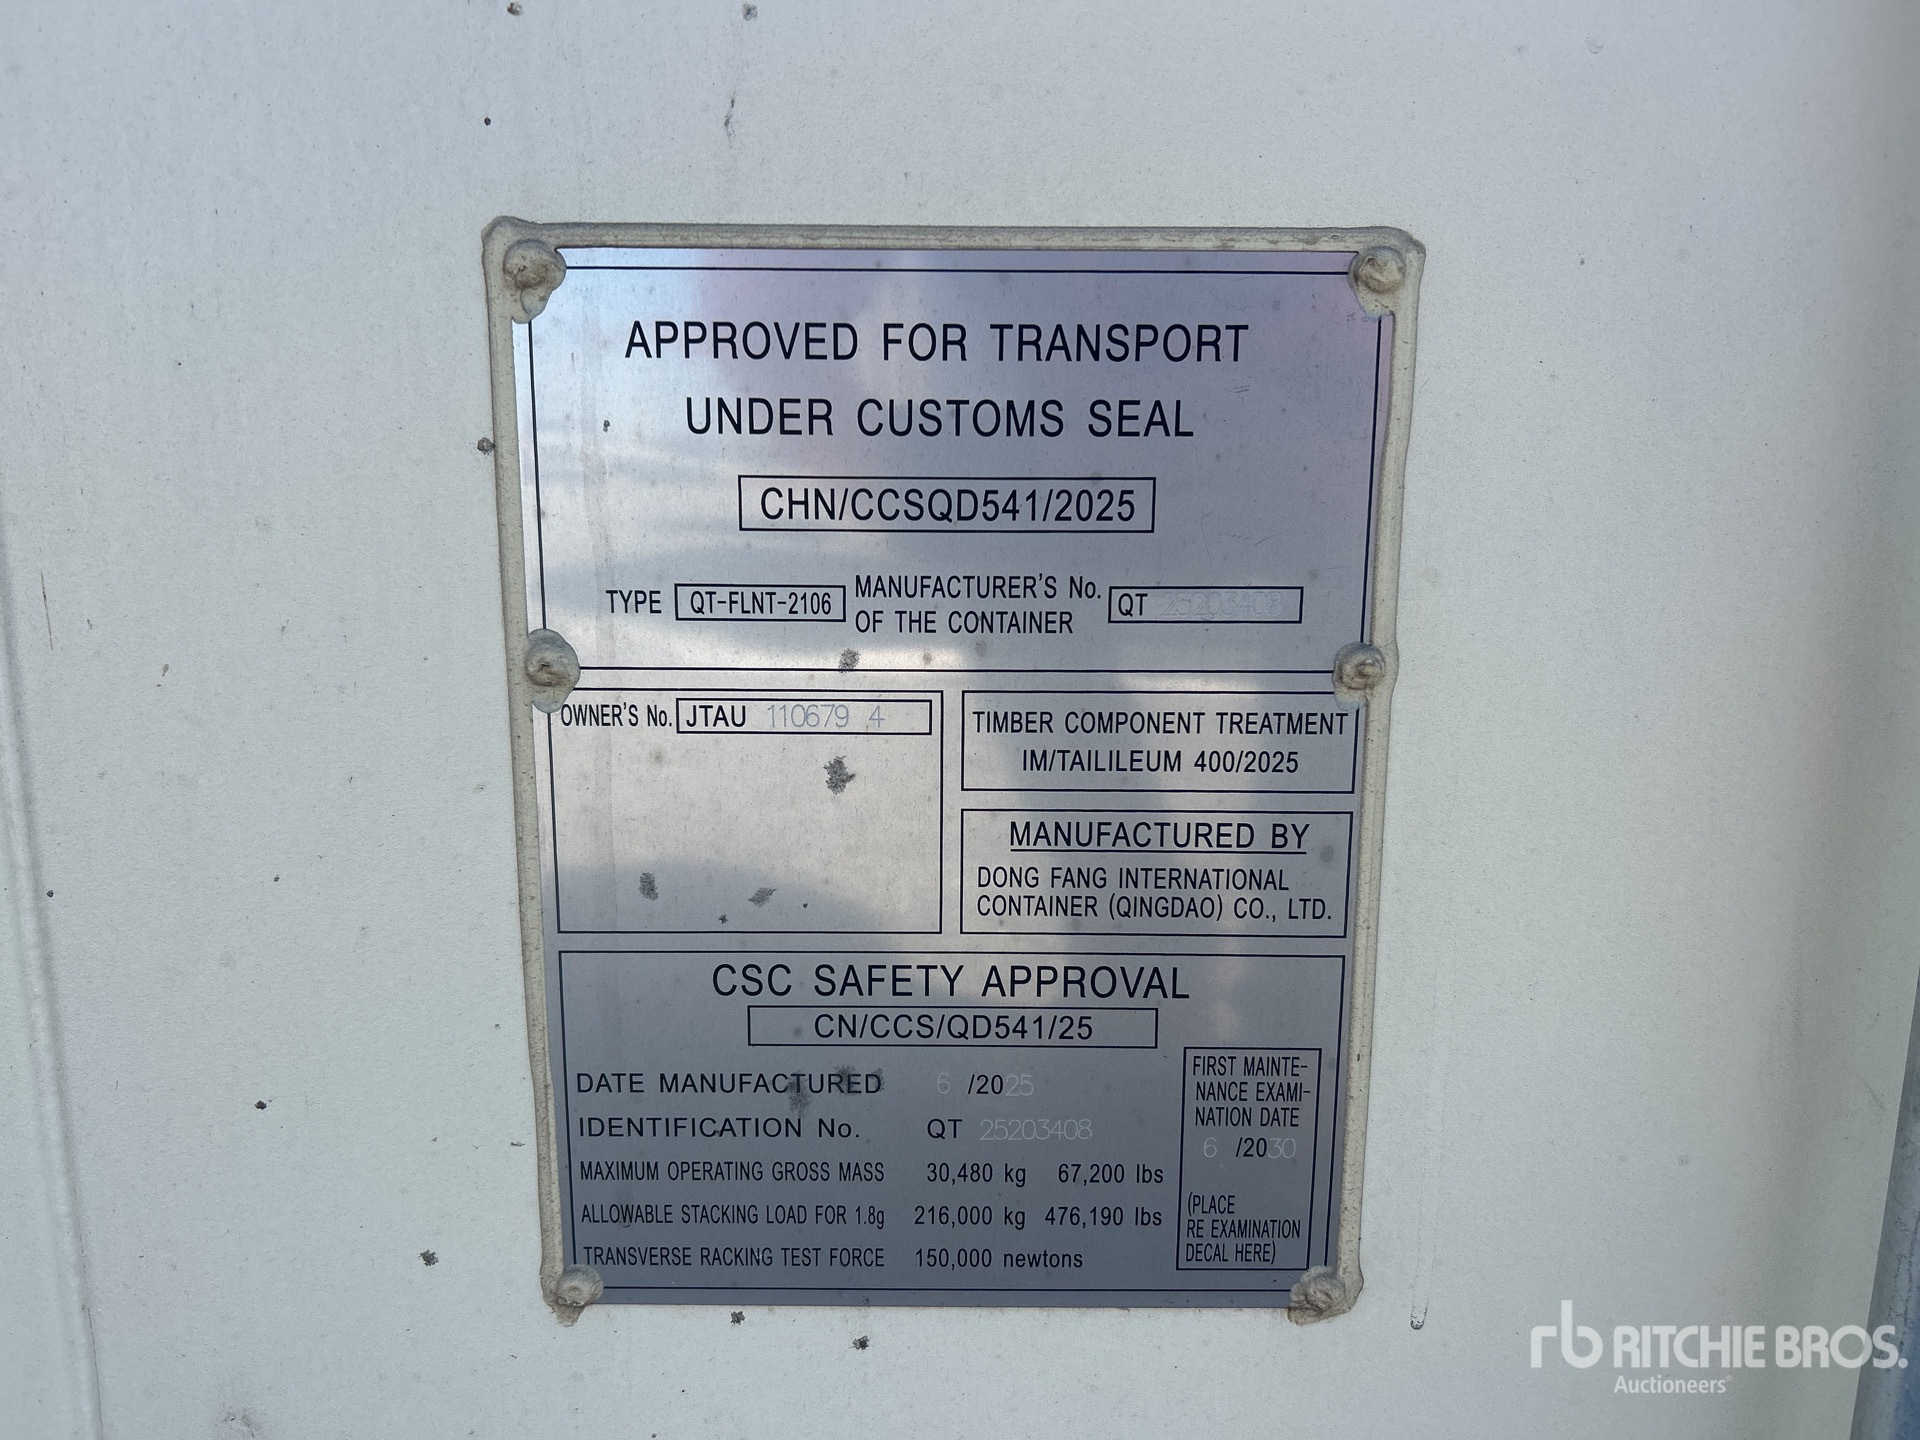 APPROVED FOR TRANSPORT
UNDER CUSTOMS SEAL
CHN/CCSQD541/2025
TYPE QT-FLNT-2106 MANUFACTURER'S No. OF THE CONTAINER QT 25203408
OWNER'S No. JTAU 110679 4
TIMBER COMPONENT TREATMENT
IM/TAILILEUM 400/2025
MANUFACTURED BY
DONG FANG INTERNATIONAL
CONTAINER (QINGDAO) CO., LTD.
CSC SAFETY APPROVAL
CN/CCS/QD541/25
DATE MANUFACTURED 6 /2025
IDENTIFICATION No. QT 25203408
MAXIMUM OPERATING GROSS MASS 30,480 kg 67,200 lbs
ALLOWABLE STACKING LOAD FOR 1.8g 216,000 kg 476,190 lbs
TRANSVERSE RACKING TEST FORCE 150,000 newtons
FIRST MAINTE-
NANCE EXAMI-
NATION DATE
6 /2030
(PLACE
RE EXAMINATION
DECAL HERE)
rb RITCHIE BROS.
Auctioneers